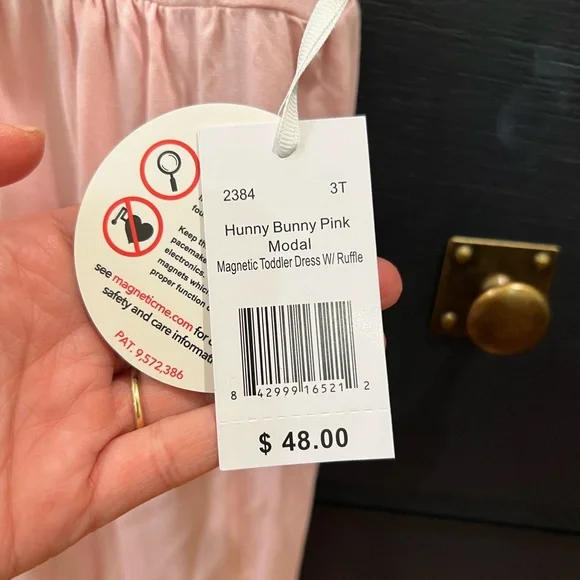 2384 3T
Hunny Bunny Pink
Modal
Magnetic Toddler Dress W/ Ruffle
8 42999 16521 2
$ 48.00
Keep
pacemake
electronics.
magnets which
proper function
see magneticme.com for
safety and care informat
PAT. 9,572,386